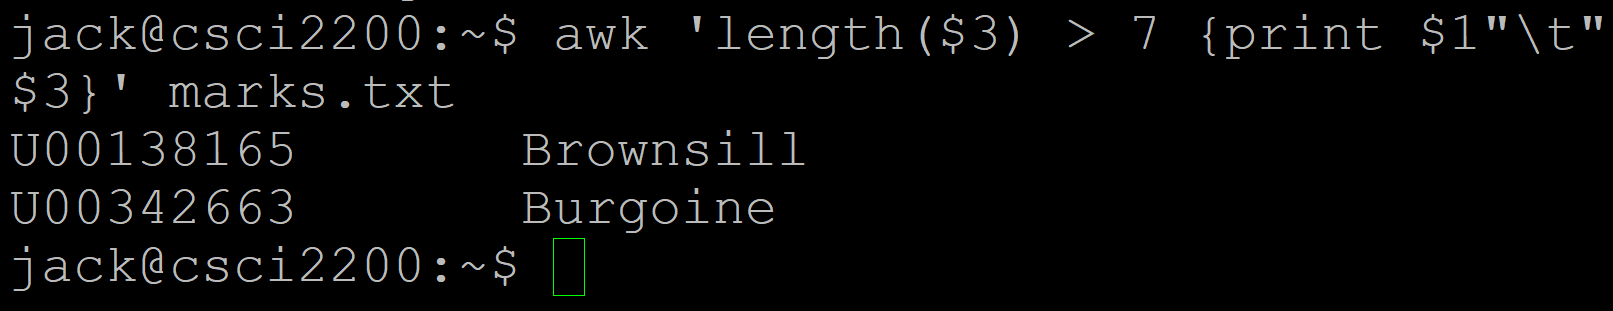 jack@csci2200:~$ awk 'length($3) > 7 {print $1"\t"
$3}' marks.txt
U00138165 Brownsill
U00342663 Burgoine
jack@csci2200:~$